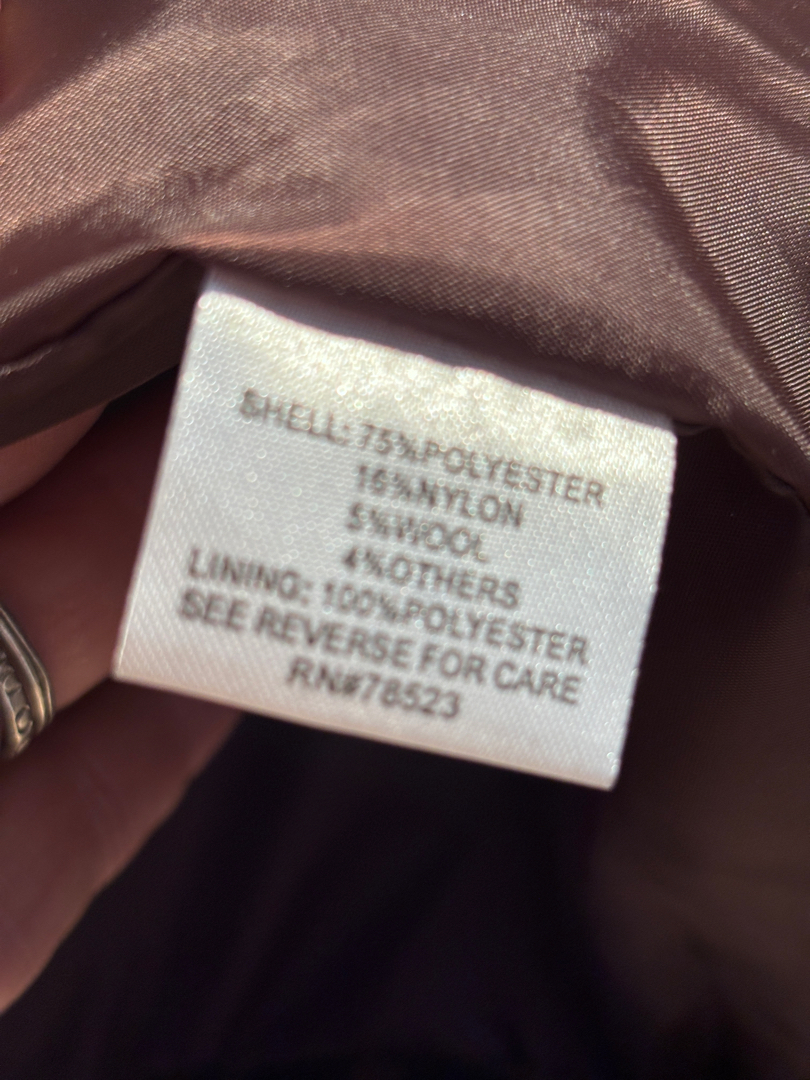 SHELL: 75%POLYESTER
16%NYLON
5%WOOL
4%OTHERS
LINING: 100%POLYESTER
SEE REVERSE FOR CARE
RN#78523